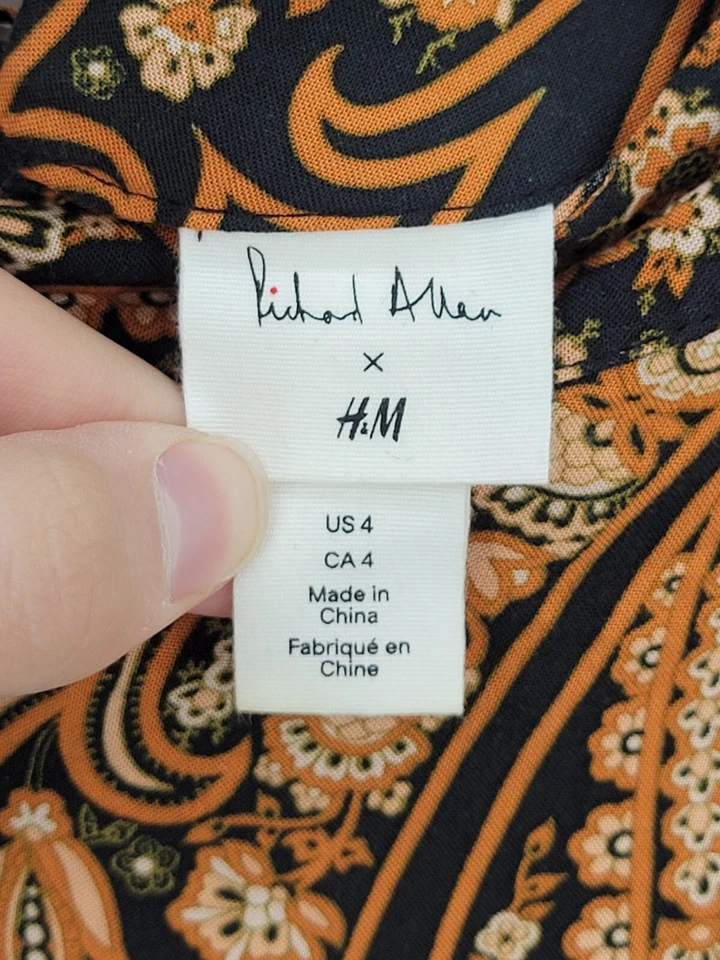 Richard Allan
×
H&M
US 4
CA 4
Made in
China
Fabriqué en
Chine